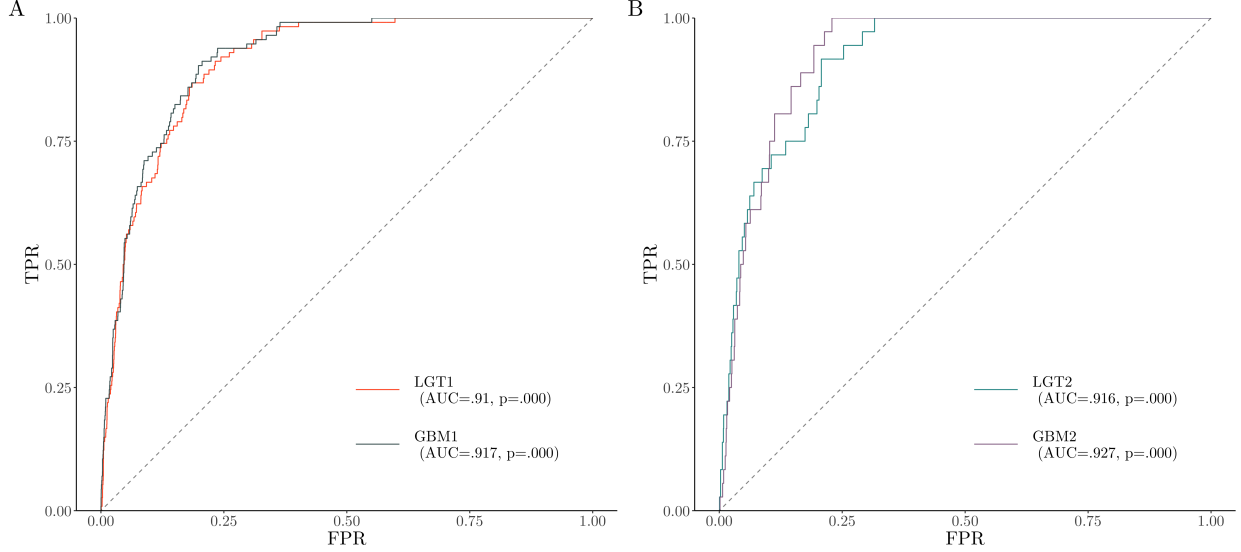 A
1.00
0.75
0.50
0.25
0.00
TPR
0.00
0.25
0.50
0.75
1.00
FPR
LGT1
(AUC=.91, p=.000)
GBM1
(AUC=.917, p=.000)
B
1.00
0.75
0.50
0.25
0.00
TPR
0.00
0.25
0.50
0.75
1.00
FPR
LGT2
(AUC=.916, p=.000)
GBM2
(AUC=.927, p=.000)